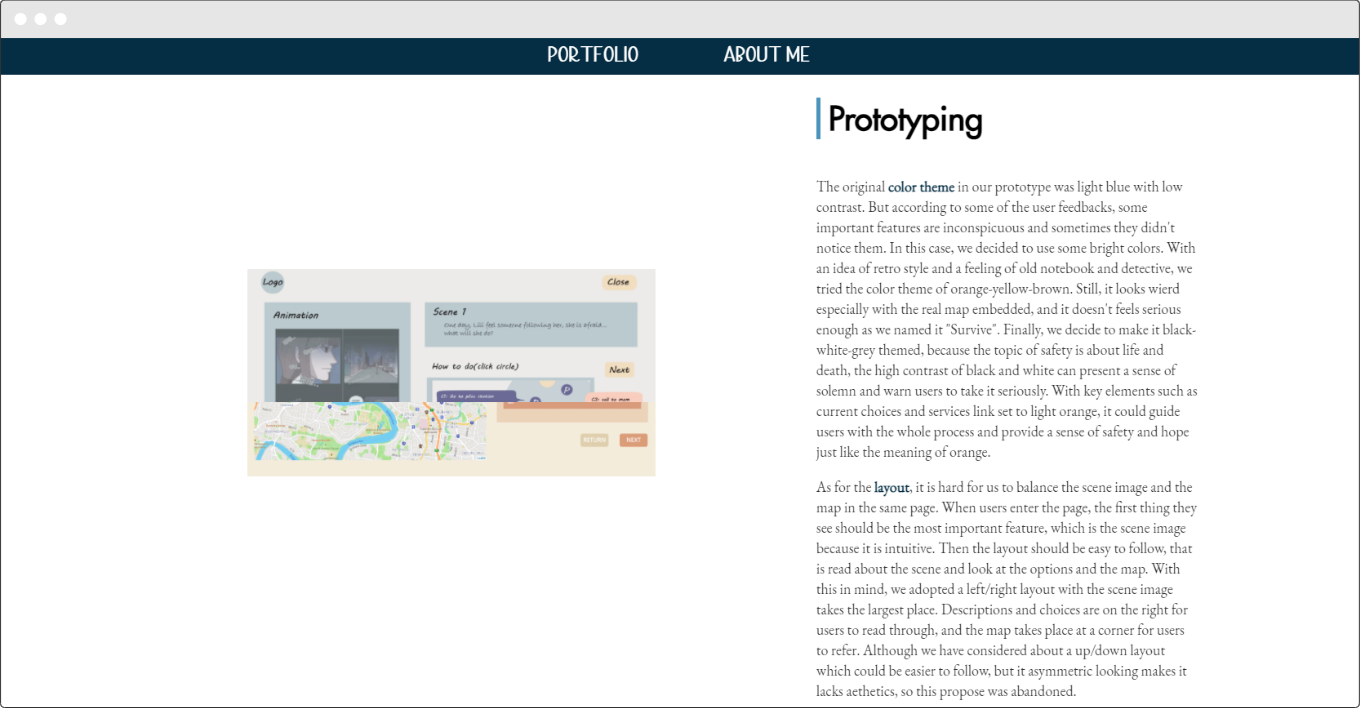 PORTFOLIO
ABOUT ME
Logo
Close
Animation
Scene 1
One day, Lili feel someone following her, she is afraid...
what will she do?
How to do(click circle)
Next
P
P
RETURN
NEXT
Prototyping
The original color theme in our prototype was light blue with low
contrast. But according to some of the user feedbacks, some
important features are inconspicuous and sometimes they didn't
notice them. In this case, we decided to use some bright colors. With
an idea of retro style and a feeling of old notebook and detective, we
tried the color theme of orange-yellow-brown. Still, it looks wierd
especially with the real map embedded, and it doesn't feels serious
enough as we named it "Survive". Finally, we decide to make it black-
white-grey themed, because the topic of safety is about life and
death, the high contrast of black and white can present a sense of
solemn and warn users to take it seriously. With key elements such as
current choices and services link set to light orange, it could guide
users with the whole process and provide a sense of safety and hope
just like the meaning of orange.
As for the layout, it is hard for us to balance the scene image and the
map in the same page. When users enter the page, the first thing they
see should be the most important feature, which is the scene image
because it is intuitive. Then the layout should be easy to follow, that
is read about the scene and look at the options and the map. With
this in mind, we adopted a left/right layout with the scene image
takes the largest place. Descriptions and choices are on the right for
users to read through, and the map takes place at a corner for users
to refer. Although we have considered about a up/down layout
which could be easier to follow, but it asymmetric looking makes it
lacks aethetics, so this propose was abandoned.